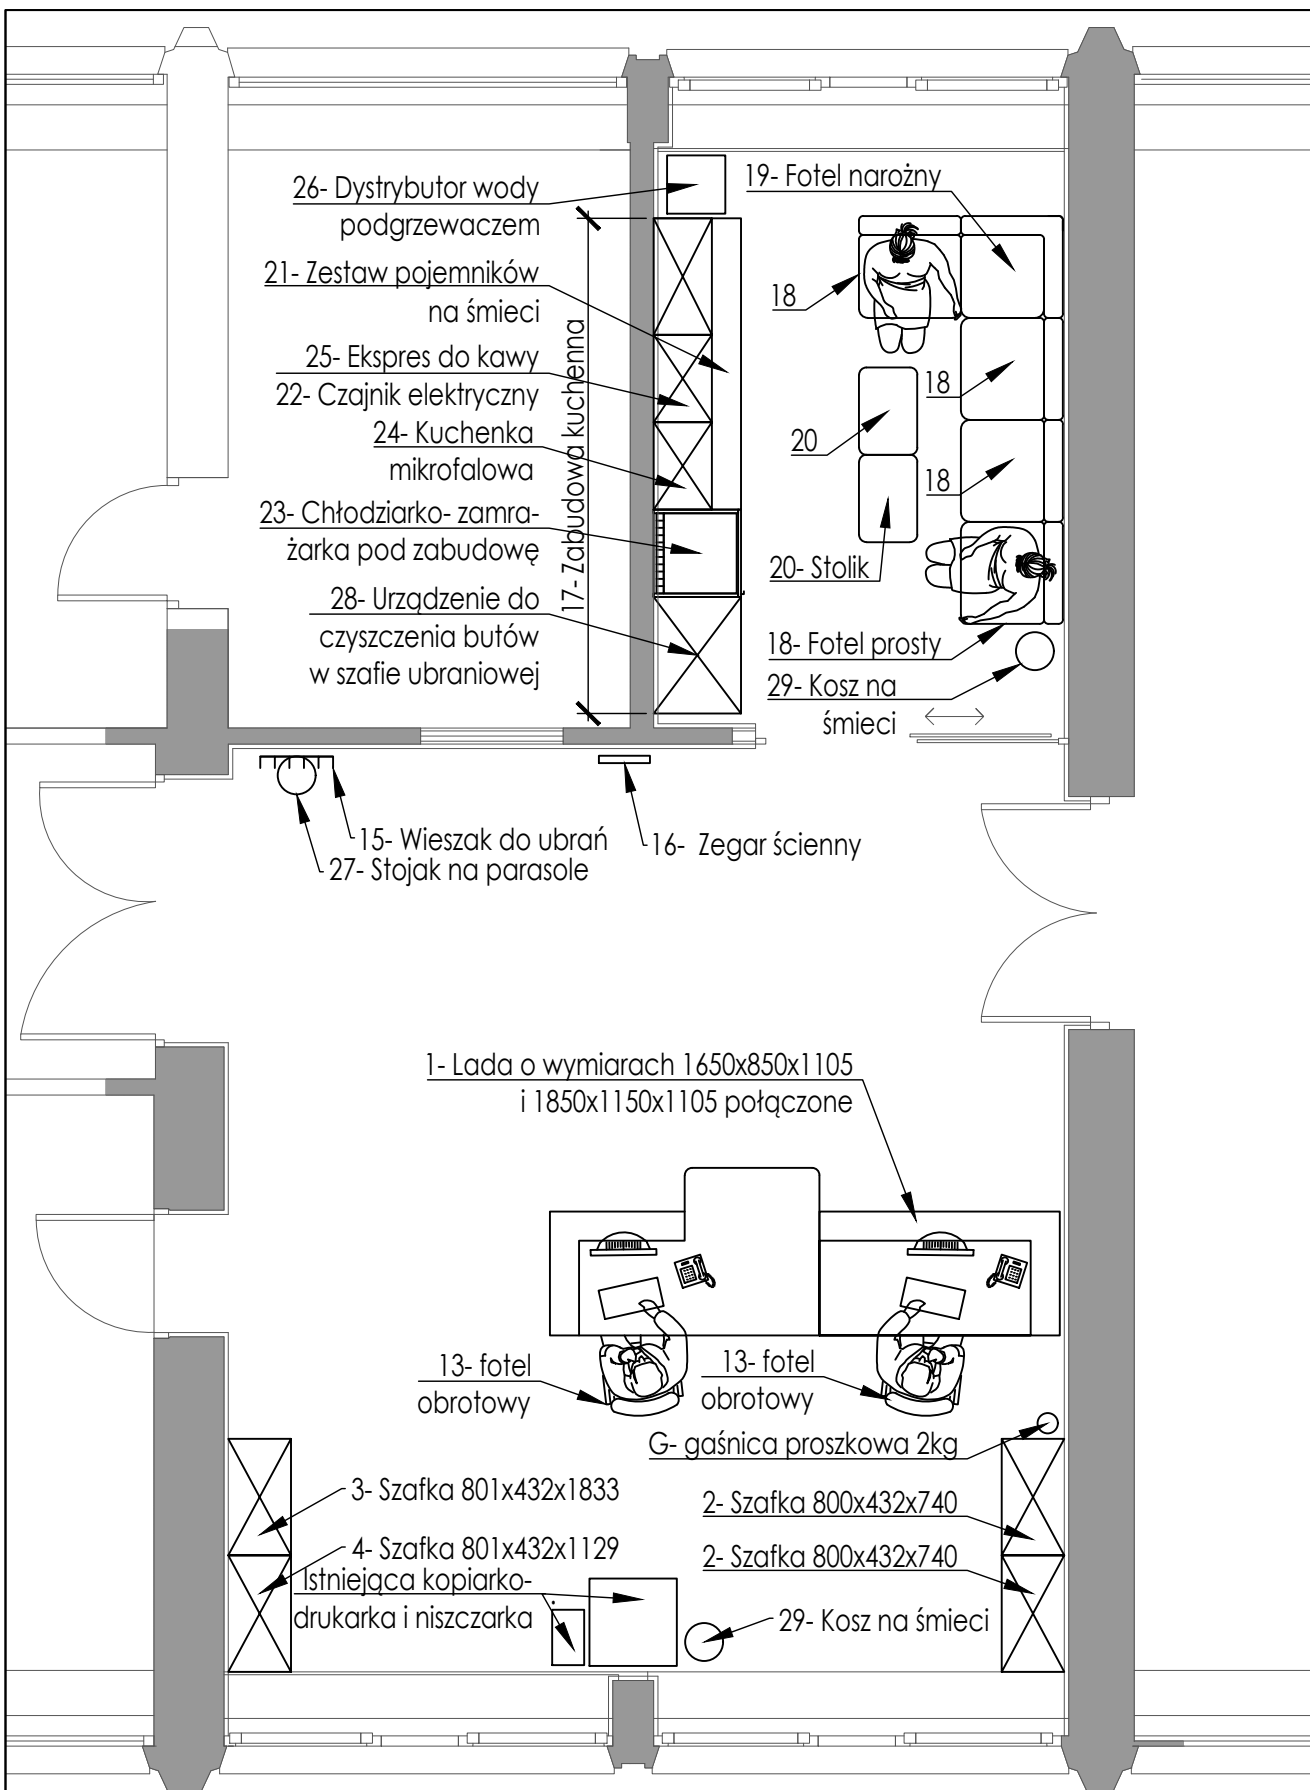 26- Dystrybutor wody
podgrzewaczem
19- Fotel narożny
21- Zestaw pojemników
na śmieci
18
25- Ekspres do kawy
22- Czajnik elektryczny
18
24- Kuchenka
mikrofalowa
20
18
23- Chłodziarko- zamra-
żarka pod zabudowę
17- Zabudowa kuchenna
20- Stolik
28- Urządzenie do
czyszczenia butów
w szafie ubraniowej
18- Fotel prosty
29- Kosz na
śmieci
15- Wieszak do ubrań
27- Stojak na parasole
16- Zegar ścienny
1- Lada o wymiarach 1650x850x1105
i 1850x1150x1105 połączone
13- fotel
obrotowy
13- fotel
obrotowy
G- gaśnica proszkowa 2kg
3- Szafka 801x432x1833
2- Szafka 800x432x740
4- Szafka 801x432x1129
2- Szafka 800x432x740
Istniejąca kopiarko-
drukarka i niszczarka
29- Kosz na śmieci